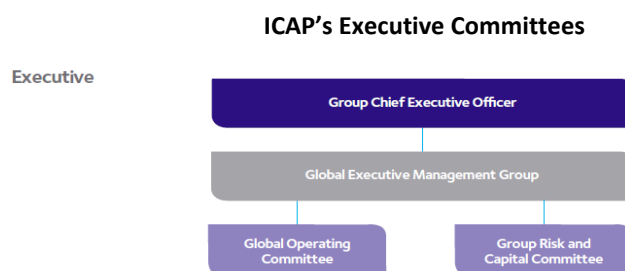 ICAP's Executive Committees
Executive
Group Chief Executive Officer
Global Executive Management Group
Global Operating
Committee
Group Risk and
Capital Committee